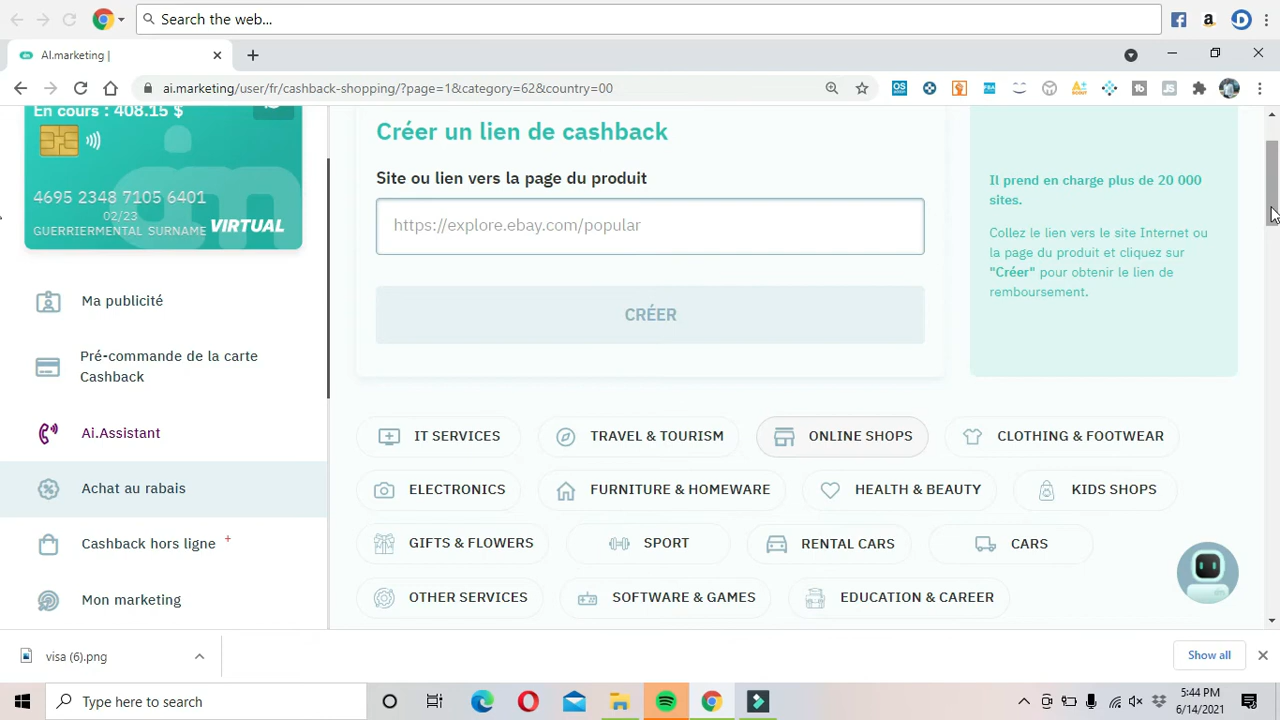 Search the web...
AI.marketing |
ai.marketing/user/fr/cashback-shopping/?page=1&category=62&country=00
En cours : 408.15 $
4695 2348 7105 6401
02/23
GUERRIERMENTAL SURNAME
VIRTUAL
Ma publicité
Pré-commande de la carte
Cashback
Ai.Assistant
Achat au rabais
Cashback hors ligne +
Mon marketing
Créer un lien de cashback
Site ou lien vers la page du produit
https://explore.ebay.com/popular
CRÉER
Il prend en charge plus de 20 000
sites.
Collez le lien vers le site Internet ou
la page du produit et cliquez sur
"Créer" pour obtenir le lien de
remboursement.
IT SERVICES
TRAVEL & TOURISM
ONLINE SHOPS
CLOTHING & FOOTWEAR
ELECTRONICS
FURNITURE & HOMEWARE
HEALTH & BEAUTY
KIDS SHOPS
GIFTS & FLOWERS
SPORT
RENTAL CARS
CARS
OTHER SERVICES
SOFTWARE & GAMES
EDUCATION & CAREER
visa (6).png
Show all
Type here to search
5:44 PM
6/14/2021